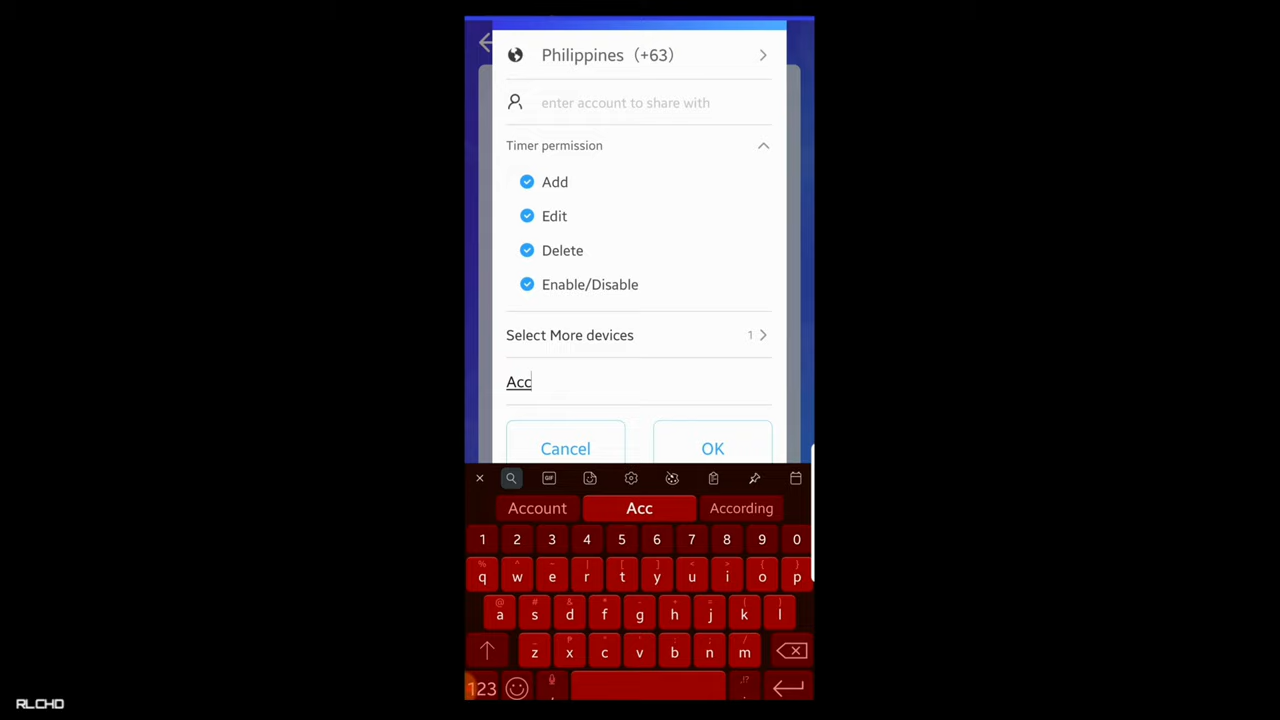 Philippines (+63)
enter account to share with
Timer permission
Add
Edit
Delete
Enable/Disable
Select More devices 1
Acc
Cancel OK
GIF
Account Acc According
1 2 3 4 5 6 7 8 9 0
q w e r t y u i o p
a s d f g h j k l
z x c v b n m
123 , .
RLCHD